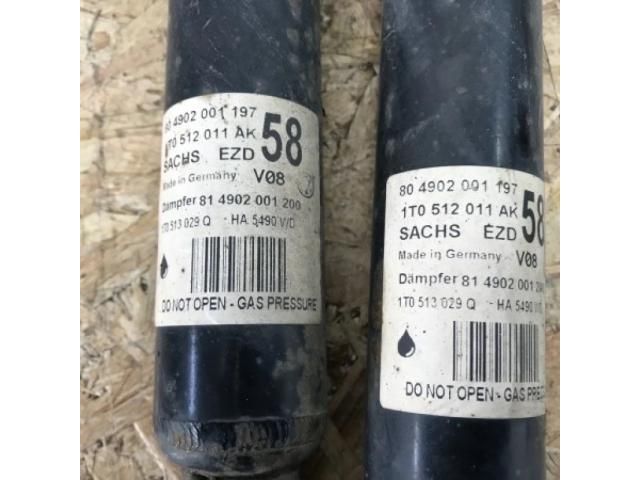 80 4902 001 197
1T0 512 011 AK 58
SACHS EZD
Made in Germany V08
Dämpfer 81 4902 001 200
1T0 513 029 Q HA 5490 V/D
DO NOT OPEN - GAS PRESSURE
80 4902 001 197
1T0 512 011 AK 58
SACHS EZD
Made in Germany V08
Dämpfer 81 4902 001
1T0 513 029 Q HA 5490
DO NOT OPEN - GAS